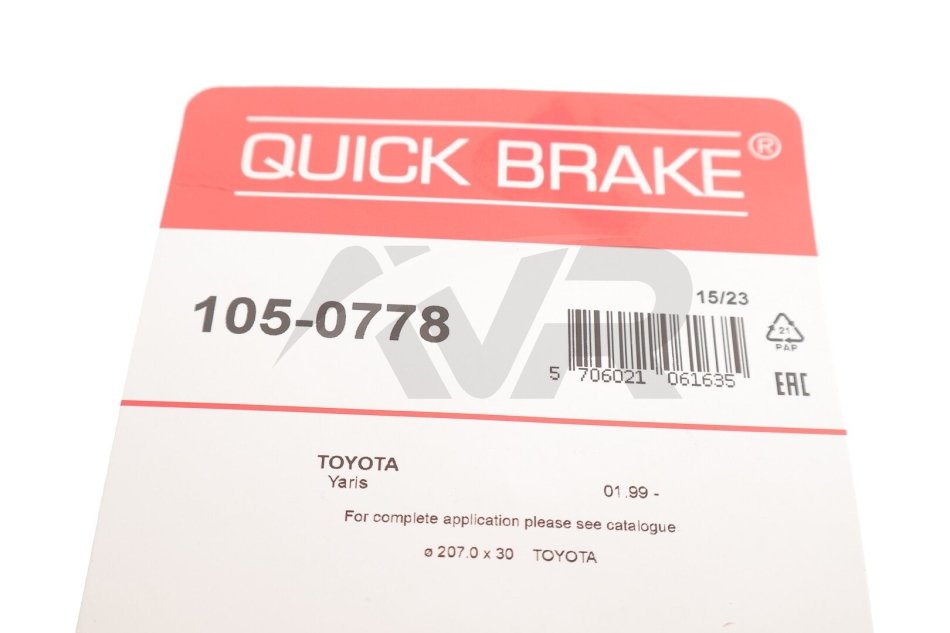 QUICK BRAKE®
105-0778
15/23
5 706021 061635
21
PAP
EAC
TOYOTA
Yaris 01.99 -
For complete application please see catalogue
ø 207.0 x 30 TOYOTA